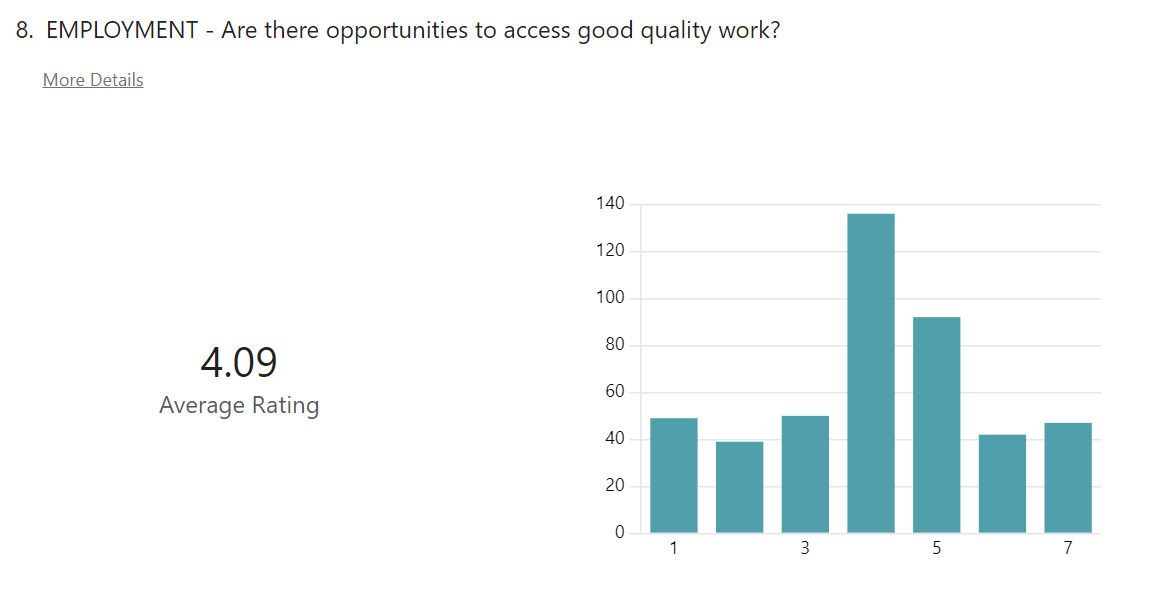 8. EMPLOYMENT - Are there opportunities to access good quality work?
More Details
4.09
Average Rating
140
120
100
80
60
40
20
0
1 3 5 7